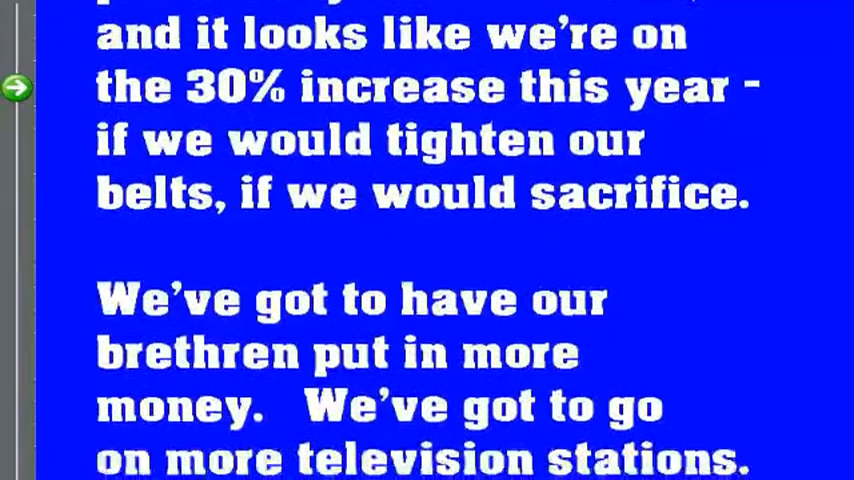 and it looks like we're on
the 30% increase this year -
if we would tighten our
belts, if we would sacrifice.
We've got to have our
brethren put in more
money. We've got to go
on more television stations.